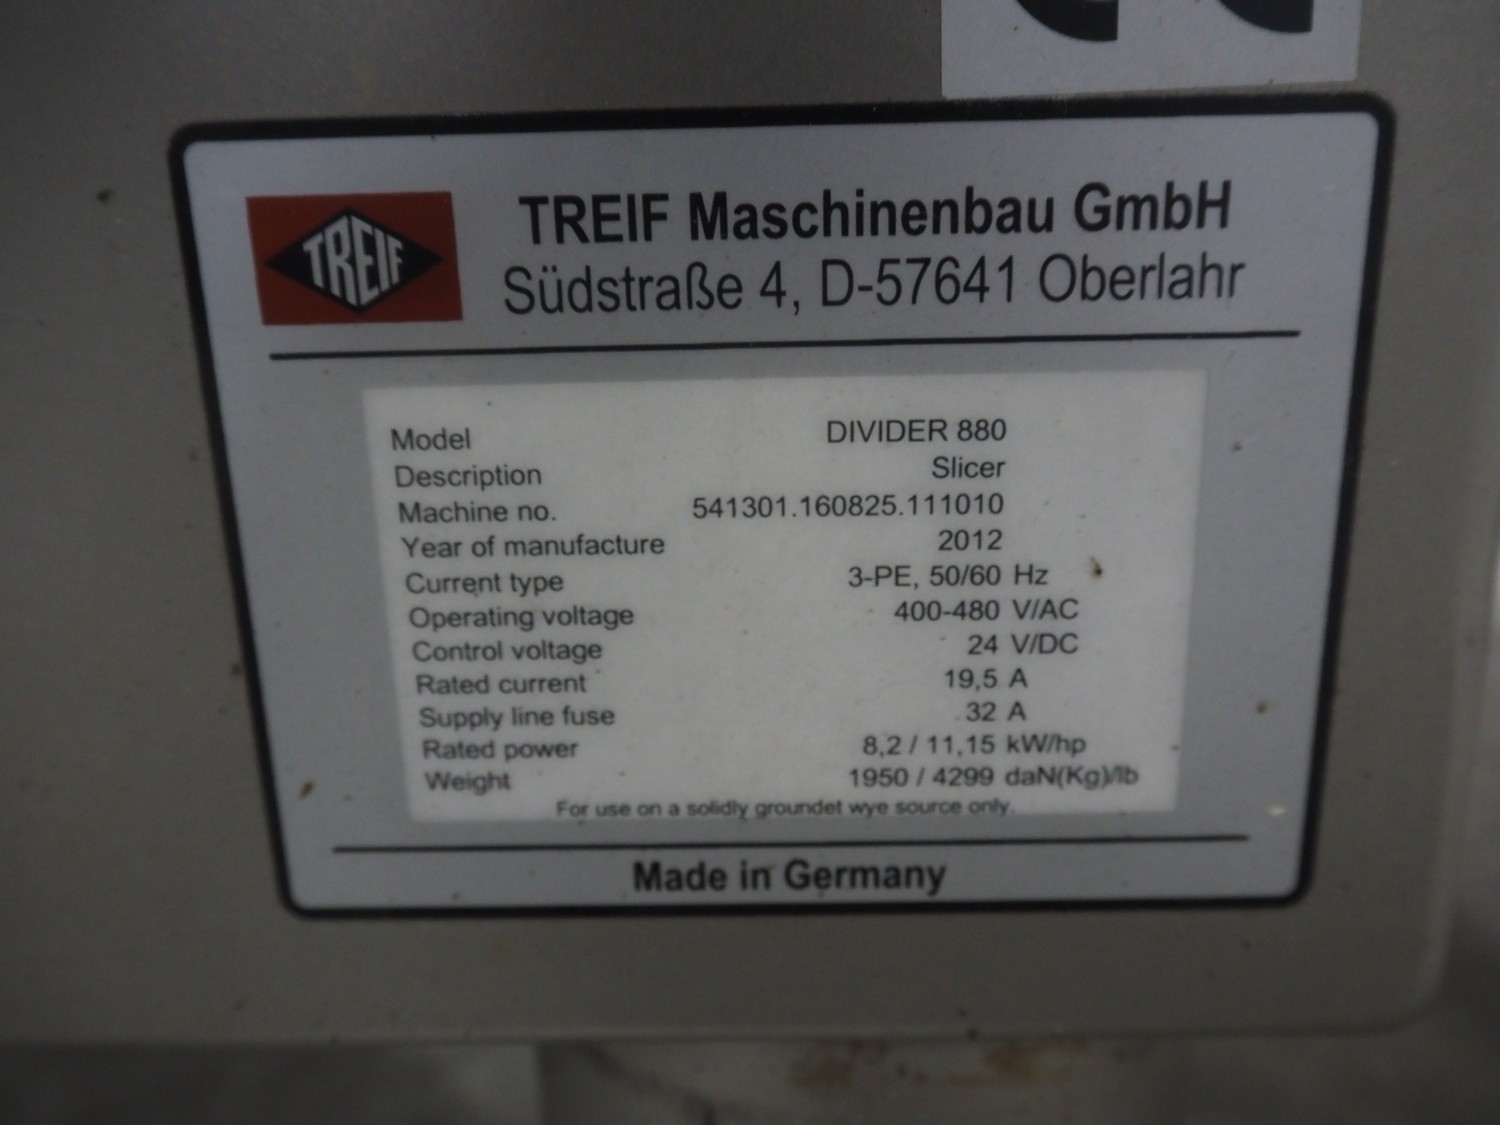 TREIF
TREIF Maschinenbau GmbH
Südstraße 4, D-57641 Oberlahr
Model DIVIDER 880
Description Slicer
Machine no. 541301.160825.111010
Year of manufacture 2012
Current type 3-PE, 50/60 Hz
Operating voltage 400-480 V/AC
Control voltage 24 V/DC
Rated current 19,5 A
Supply line fuse 32 A
Rated power 8,2 / 11,15 kW/hp
Weight 1950 / 4299 daN(Kg)/lb
For use on a solidly groundet wye source only.
Made in Germany